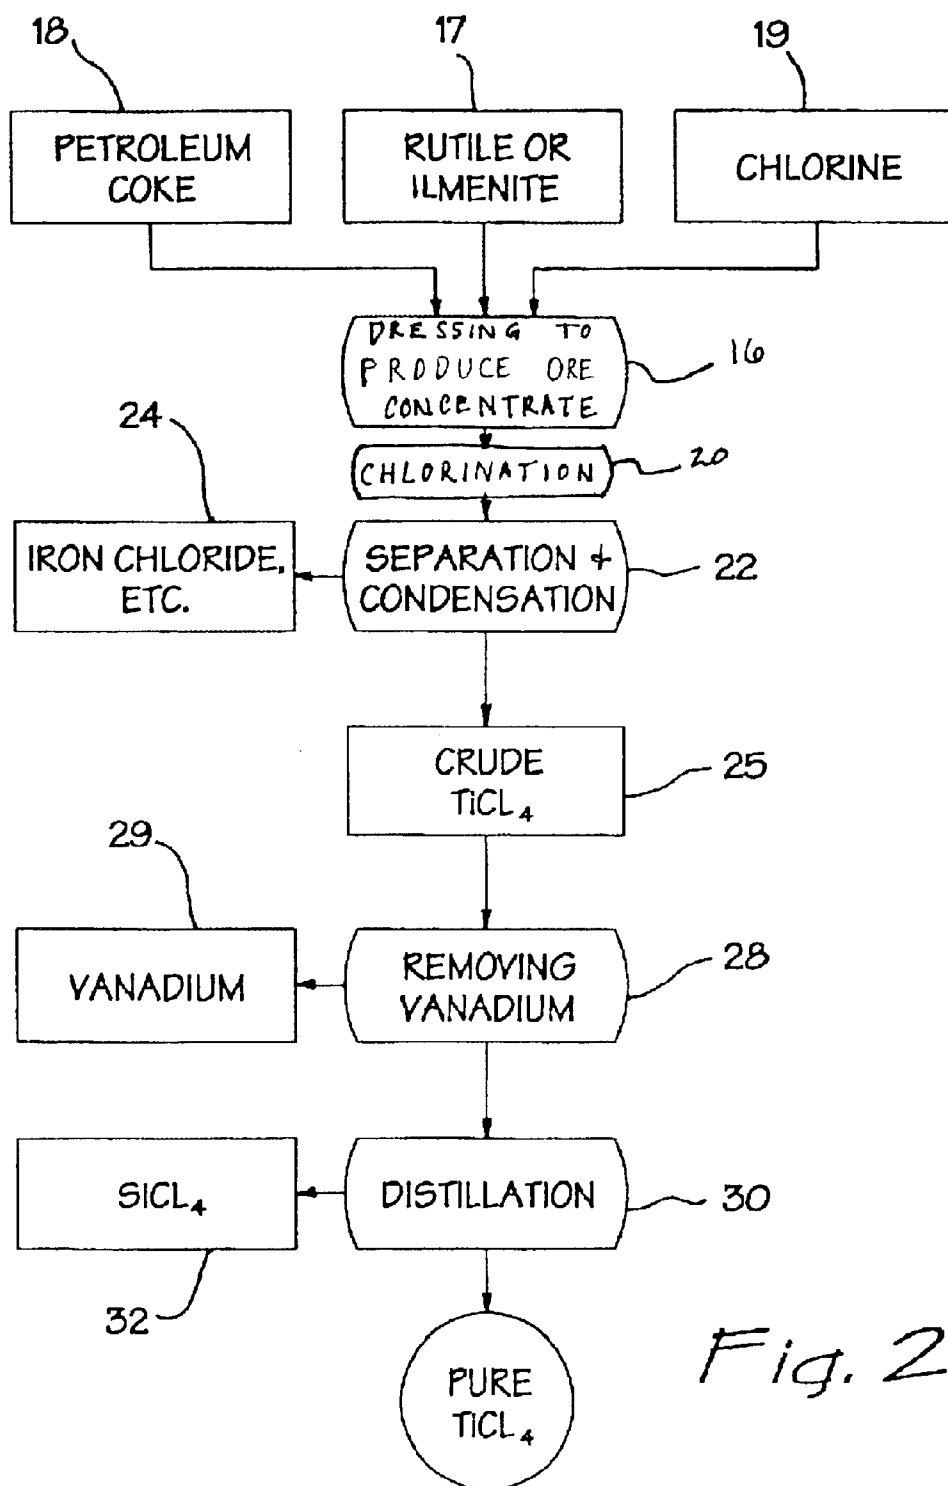 18
17
19
PETROLEUM
COKE
RUTILE OR
ILMENITE
CHLORINE
DRESSING TO
PRODUCE ORE
CONCENTRATE
16
24
CHLORINATION
20
IRON CHLORIDE,
ETC.
SEPARATION &
CONDENSATION
22
CRUDE
TiCL₄
25
29
VANADIUM
REMOVING
VANADIUM
28
SiCL₄
DISTILLATION
30
32
PURE
TiCL₄
Fig. 2